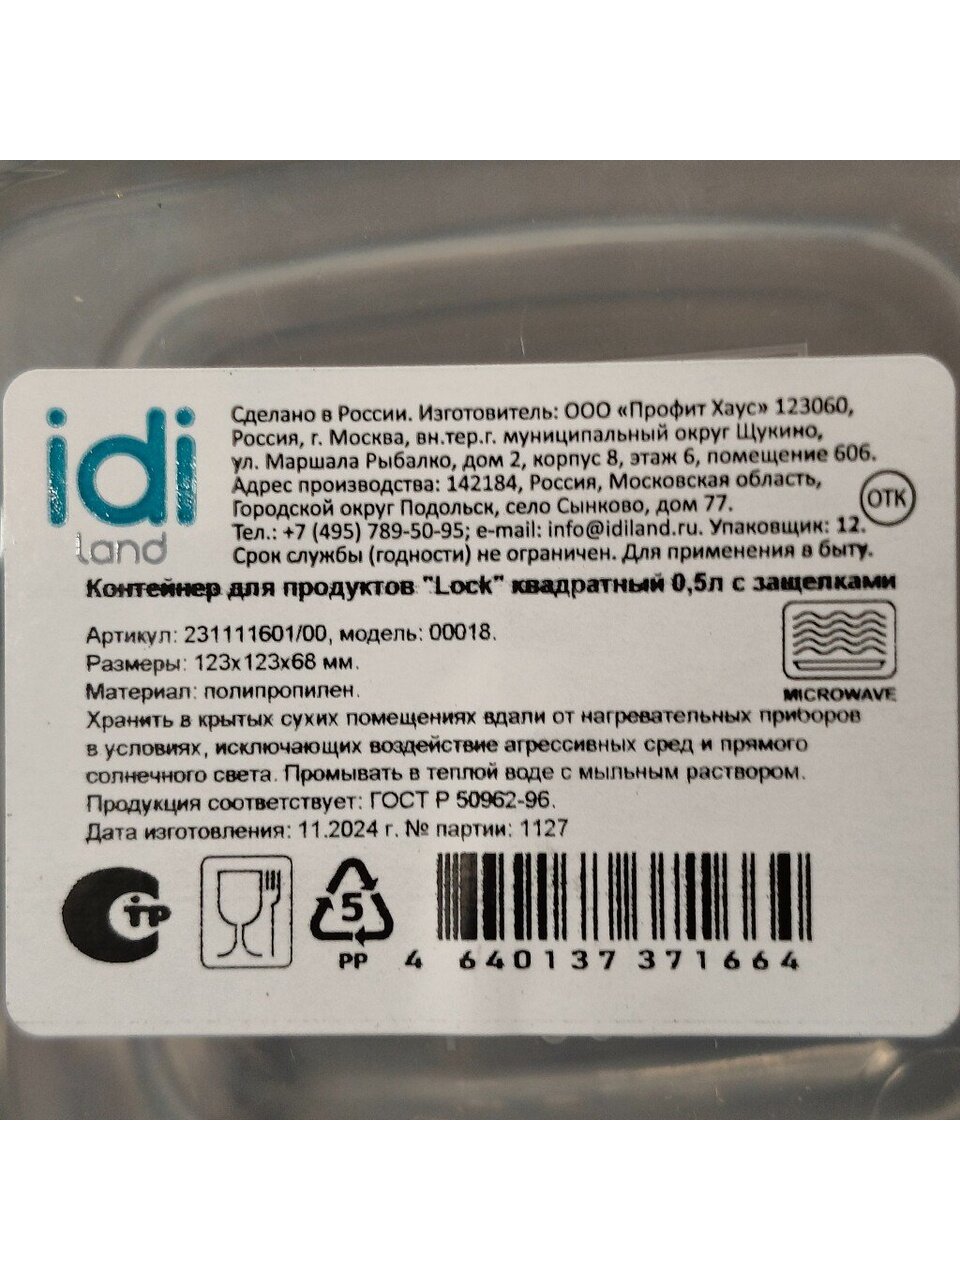 idi
land
Сделано в России. Изготовитель: ООО «Профит Хаус» 123060,
Россия, г. Москва, вн.тер.г. муниципальный округ Щукино,
ул. Маршала Рыбалко, дом 2, корпус 8, этаж 6, помещение 606.
Адрес производства: 142184, Россия, Московская область,
Городской округ Подольск, село Сынково, дом 77.
Тел.: +7 (495) 789-50-95; e-mail: info@idiland.ru. Упаковщик: 12.
Срок службы (годности) не ограничен. Для применения в быту.
ОТК
Контейнер для продуктов "Lock" квадратный 0,5л с защелками
Артикул: 231111601/00, модель: 00018.
Размеры: 123x123x68 мм.
Материал: полипропилен.
MICROWAVE
Хранить в крытых сухих помещениях вдали от нагревательных приборов
в условиях, исключающих воздействие агрессивных сред и прямого
солнечного света. Промывать в теплой воде с мыльным раствором.
Продукция соответствует: ГОСТ Р 50962-96.
Дата изготовления: 11.2024 г. № партии: 1127
5
PP
4 640137 371664